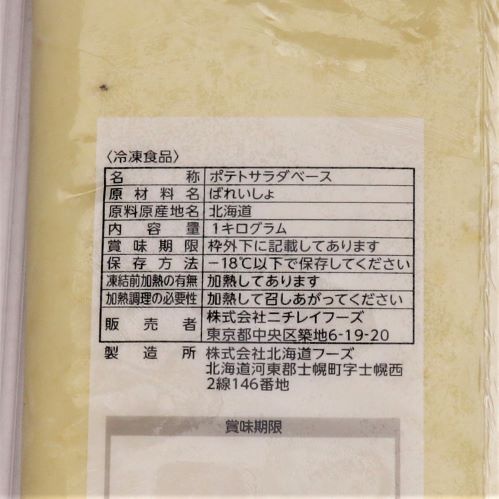 〈冷凍食品〉
名称 ポテトサラダベース
原材料名 ばれいしょ
原料原産地名 北海道
内容量 1キログラム
賞味期限 枠外下に記載してあります
保存方法 −18℃以下で保存してください
凍結前加熱の有無 加熱してあります
加熱調理の必要性 加熱して召しあがってください
販売者 株式会社ニチレイフーズ
東京都中央区築地6-19-20
製造所 株式会社北海道フーズ
北海道河東郡士幌町字士幌西
2線146番地
賞味期限